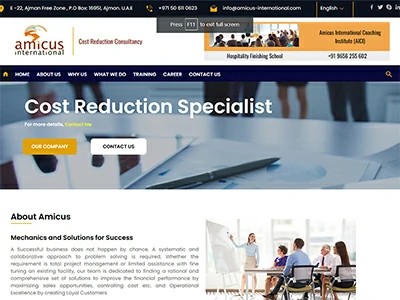 E -22, Ajman Free Zone , P.O Box: 16951, Ajmon. U.A.E
+971 50 611 0623
info@amicus-international.com
English
Press F11 to exit full screen
amicus
international
Cost Reduction Consultancy
Hospitality Finishing School
Amicus International Coaching
Institute (AICI)
+91 9656 255 602
HOME ABOUT US WHY US WHAT WE DO TRAINING CAREER CONTACT US
Cost Reduction Specialist
For more details, Contact Me
OUR COMPANY
CONTACT US
About Amicus
Mechanics and Solutions for Success
A Successful business does not happen by chance. A systematic and
collaborative approach to problem solving is required. Whether the
requirement is total project management or limited assistance with fine
tuning an existing facility, our team is dedicated to finding a rational and
comprehensive set of solutions to improve the financial performance by
maximizing sales opportunities, controlling cost etc. and Operational
Excellence by creating Loyal Customers